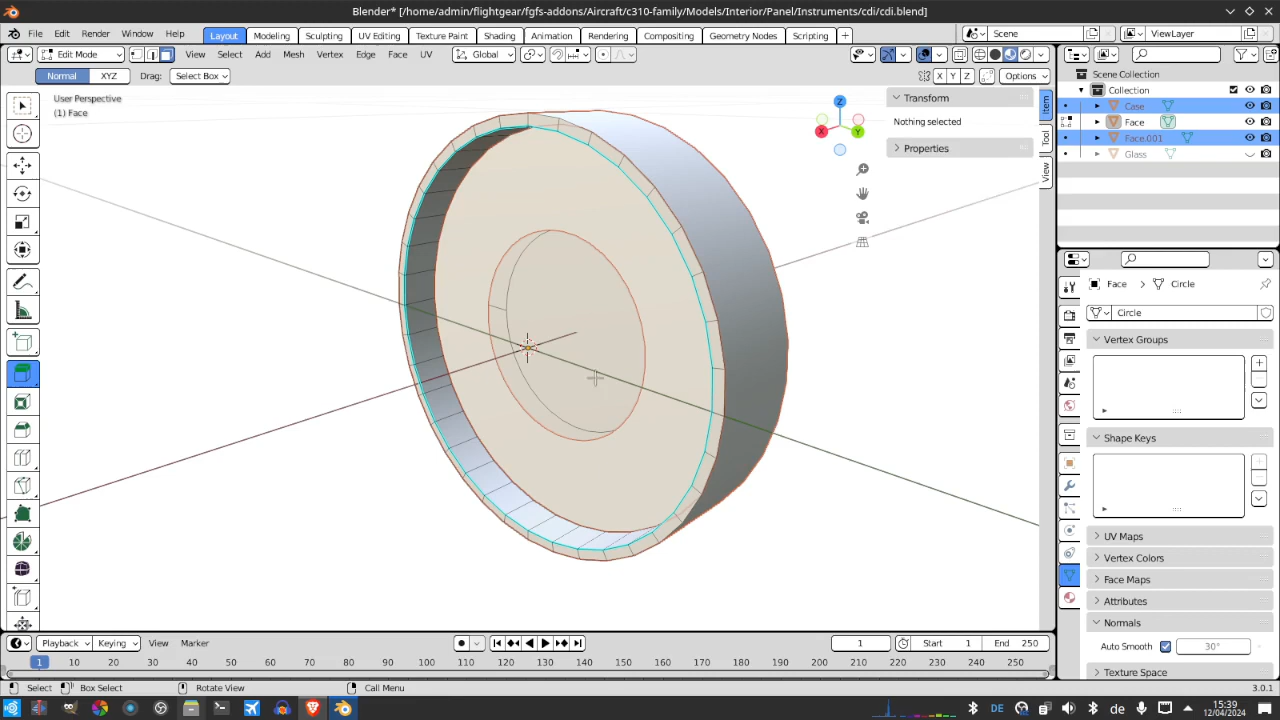 Blender* [/home/admin/flightgear/fgfs-addons/Aircraft/c310-family/Models/Interior/Panel/Instruments/cdi/cdi.blend]
File Edit Render Window Help Layout Modeling Sculpting UV Editing Texture Paint Shading Animation Rendering Compositing Geometry Nodes Scripting + Scene ViewLayer
Edit Mode View Select Add Mesh Vertex Edge Face UV Global
Normal XYZ Drag: Select Box X Y Z Options
User Perspective
(1) Face
Z
X
Y
Transform
Nothing selected
Properties
Item
Tool
View
Scene Collection
Collection
Case
Face
Face.001
Glass
Face > Circle
Circle
Vertex Groups
Shape Keys
UV Maps
Vertex Colors
Face Maps
Attributes
Normals
Auto Smooth 30°
Texture Space
Playback Keying View Marker 1 Start 1 End 250
1 10 20 30 40 50 60 70 80 90 100 110 120 130 140 150 160 170 180 190 200 210 220 230 240 250
Select Box Select Rotate View Call Menu 3.0.1
DE de 15:39
12/04/2024